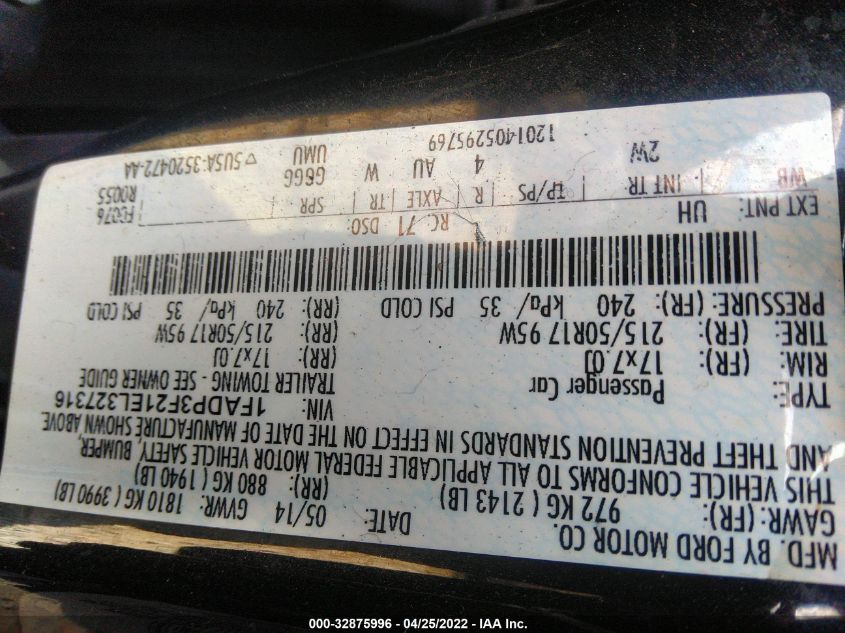 MFD. BY FORD MOTOR CO.
DATE: 05/14 GVWR: 1810 KG ( 3990 LB)
GAWR: (FR): 972 KG ( 2143 LB) (RR): 880 KG ( 1940 LB)
THIS VEHICLE CONFORMS TO ALL APPLICABLE FEDERAL MOTOR VEHICLE SAFETY, BUMPER,
AND THEFT PREVENTION STANDARDS IN EFFECT ON THE DATE OF MANUFACTURE SHOWN ABOVE.
VIN: 1FADP3F21EL327316
TYPE: Passenger Car TRAILER TOWING - SEE OWNER GUIDE
RIM: (FR): 17x7.0J (RR): 17x7.0J
TIRE: (FR): 215/50R17 95W (RR): 215/50R17 95W
PRESSURE: (FR): 240 kPa/ 35 PSI COLD (RR): 240 kPa/ 35 PSI COLD
EXT PNT: UH RC: 71 DSO: FC076
WB INT TR TP/PS R AXLE TR SPR R0055
2W 4 AU W GGGG
1201405295769 UMU ▽5U5A-3520472-AA
000-32875996 - 04/25/2022 - IAA Inc.